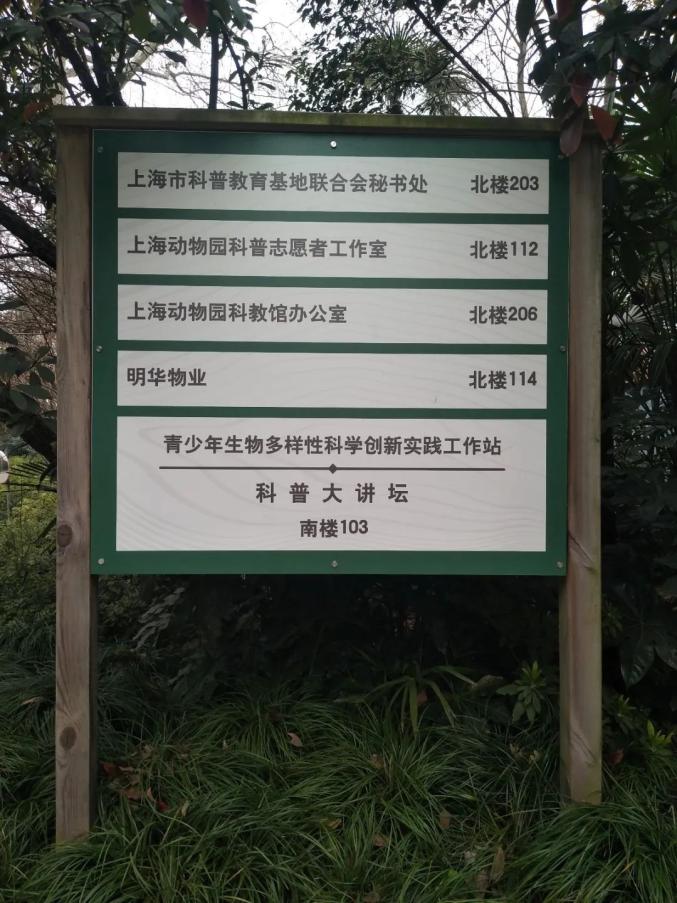 上海市科普教育基地联合会秘书处 北楼203
上海动物园科普志愿者工作室 北楼112
上海动物园科教馆办公室 北楼206
明华物业 北楼114
青少年生物多样性科学创新实践工作站
科普大讲坛
南楼103